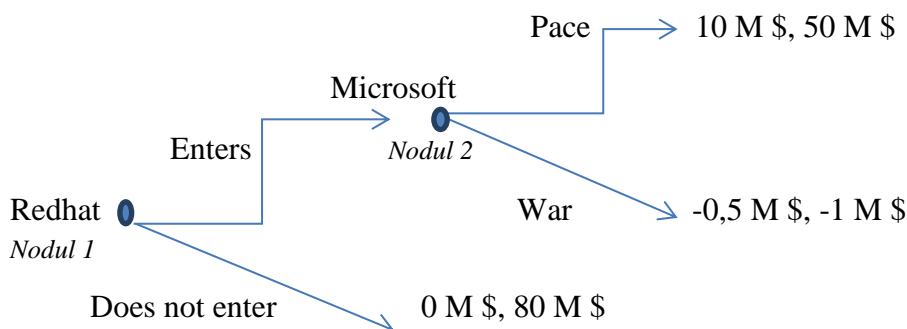 Pace
10 M $, 50 M $
Microsoft
Enters
Nodul 2
Redhat
War
-0,5 M $, -1 M $
Nodul 1
Does not enter
0 M $, 80 M $